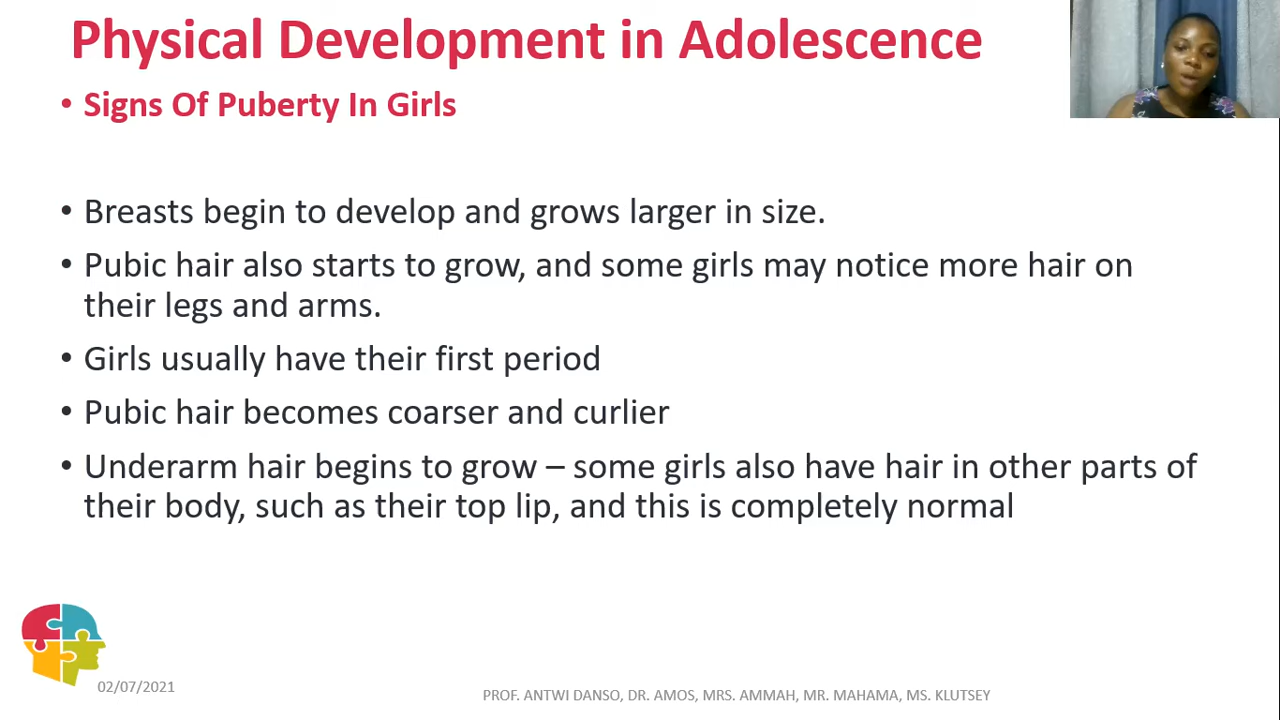 Physical Development in Adolescence
• Signs Of Puberty In Girls
• Breasts begin to develop and grows larger in size.
• Pubic hair also starts to grow, and some girls may notice more hair on
their legs and arms.
• Girls usually have their first period
• Pubic hair becomes coarser and curlier
• Underarm hair begins to grow – some girls also have hair in other parts of
their body, such as their top lip, and this is completely normal
02/07/2021
PROF. ANTWI DANSO, DR. AMOS, MRS. AMMAH, MR. MAHAMA, MS. KLUTSEY